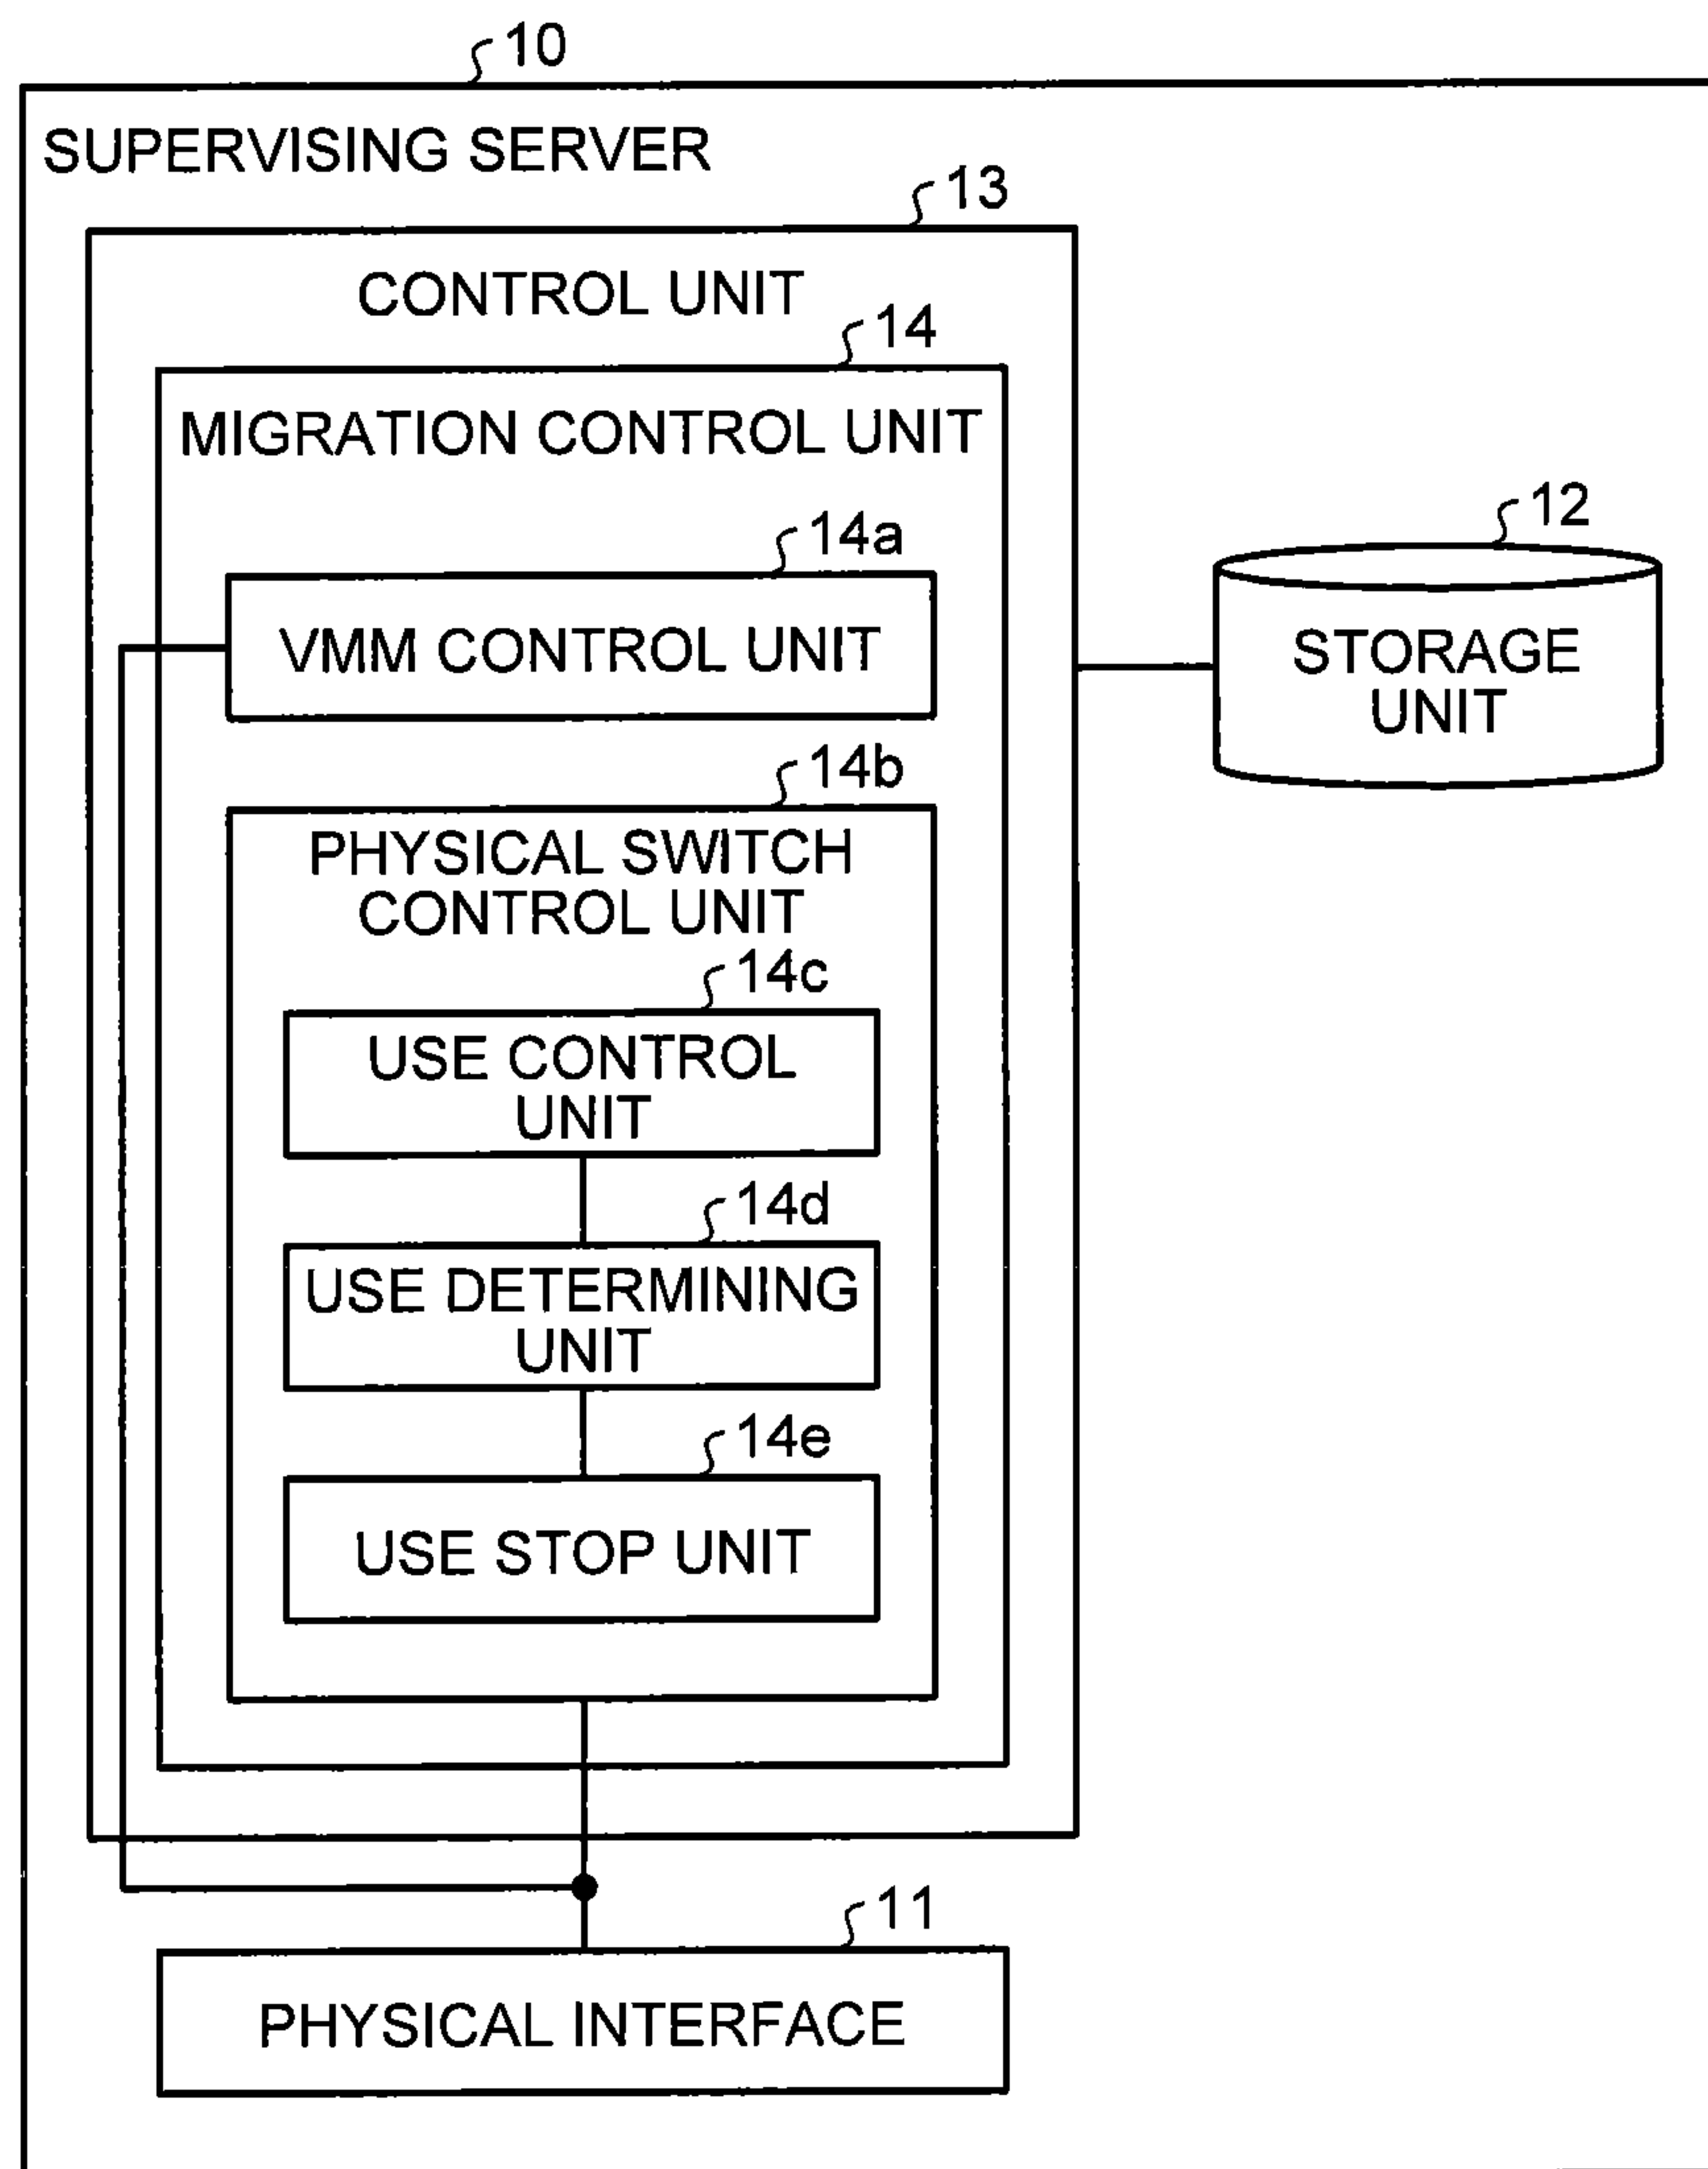 10
SUPERVISING SERVER
13
CONTROL UNIT
14
MIGRATION CONTROL UNIT
14a
VMM CONTROL UNIT
12
STORAGE
UNIT
14b
PHYSICAL SWITCH
CONTROL UNIT
14c
USE CONTROL
UNIT
14d
USE DETERMINING
UNIT
14e
USE STOP UNIT
11
PHYSICAL INTERFACE